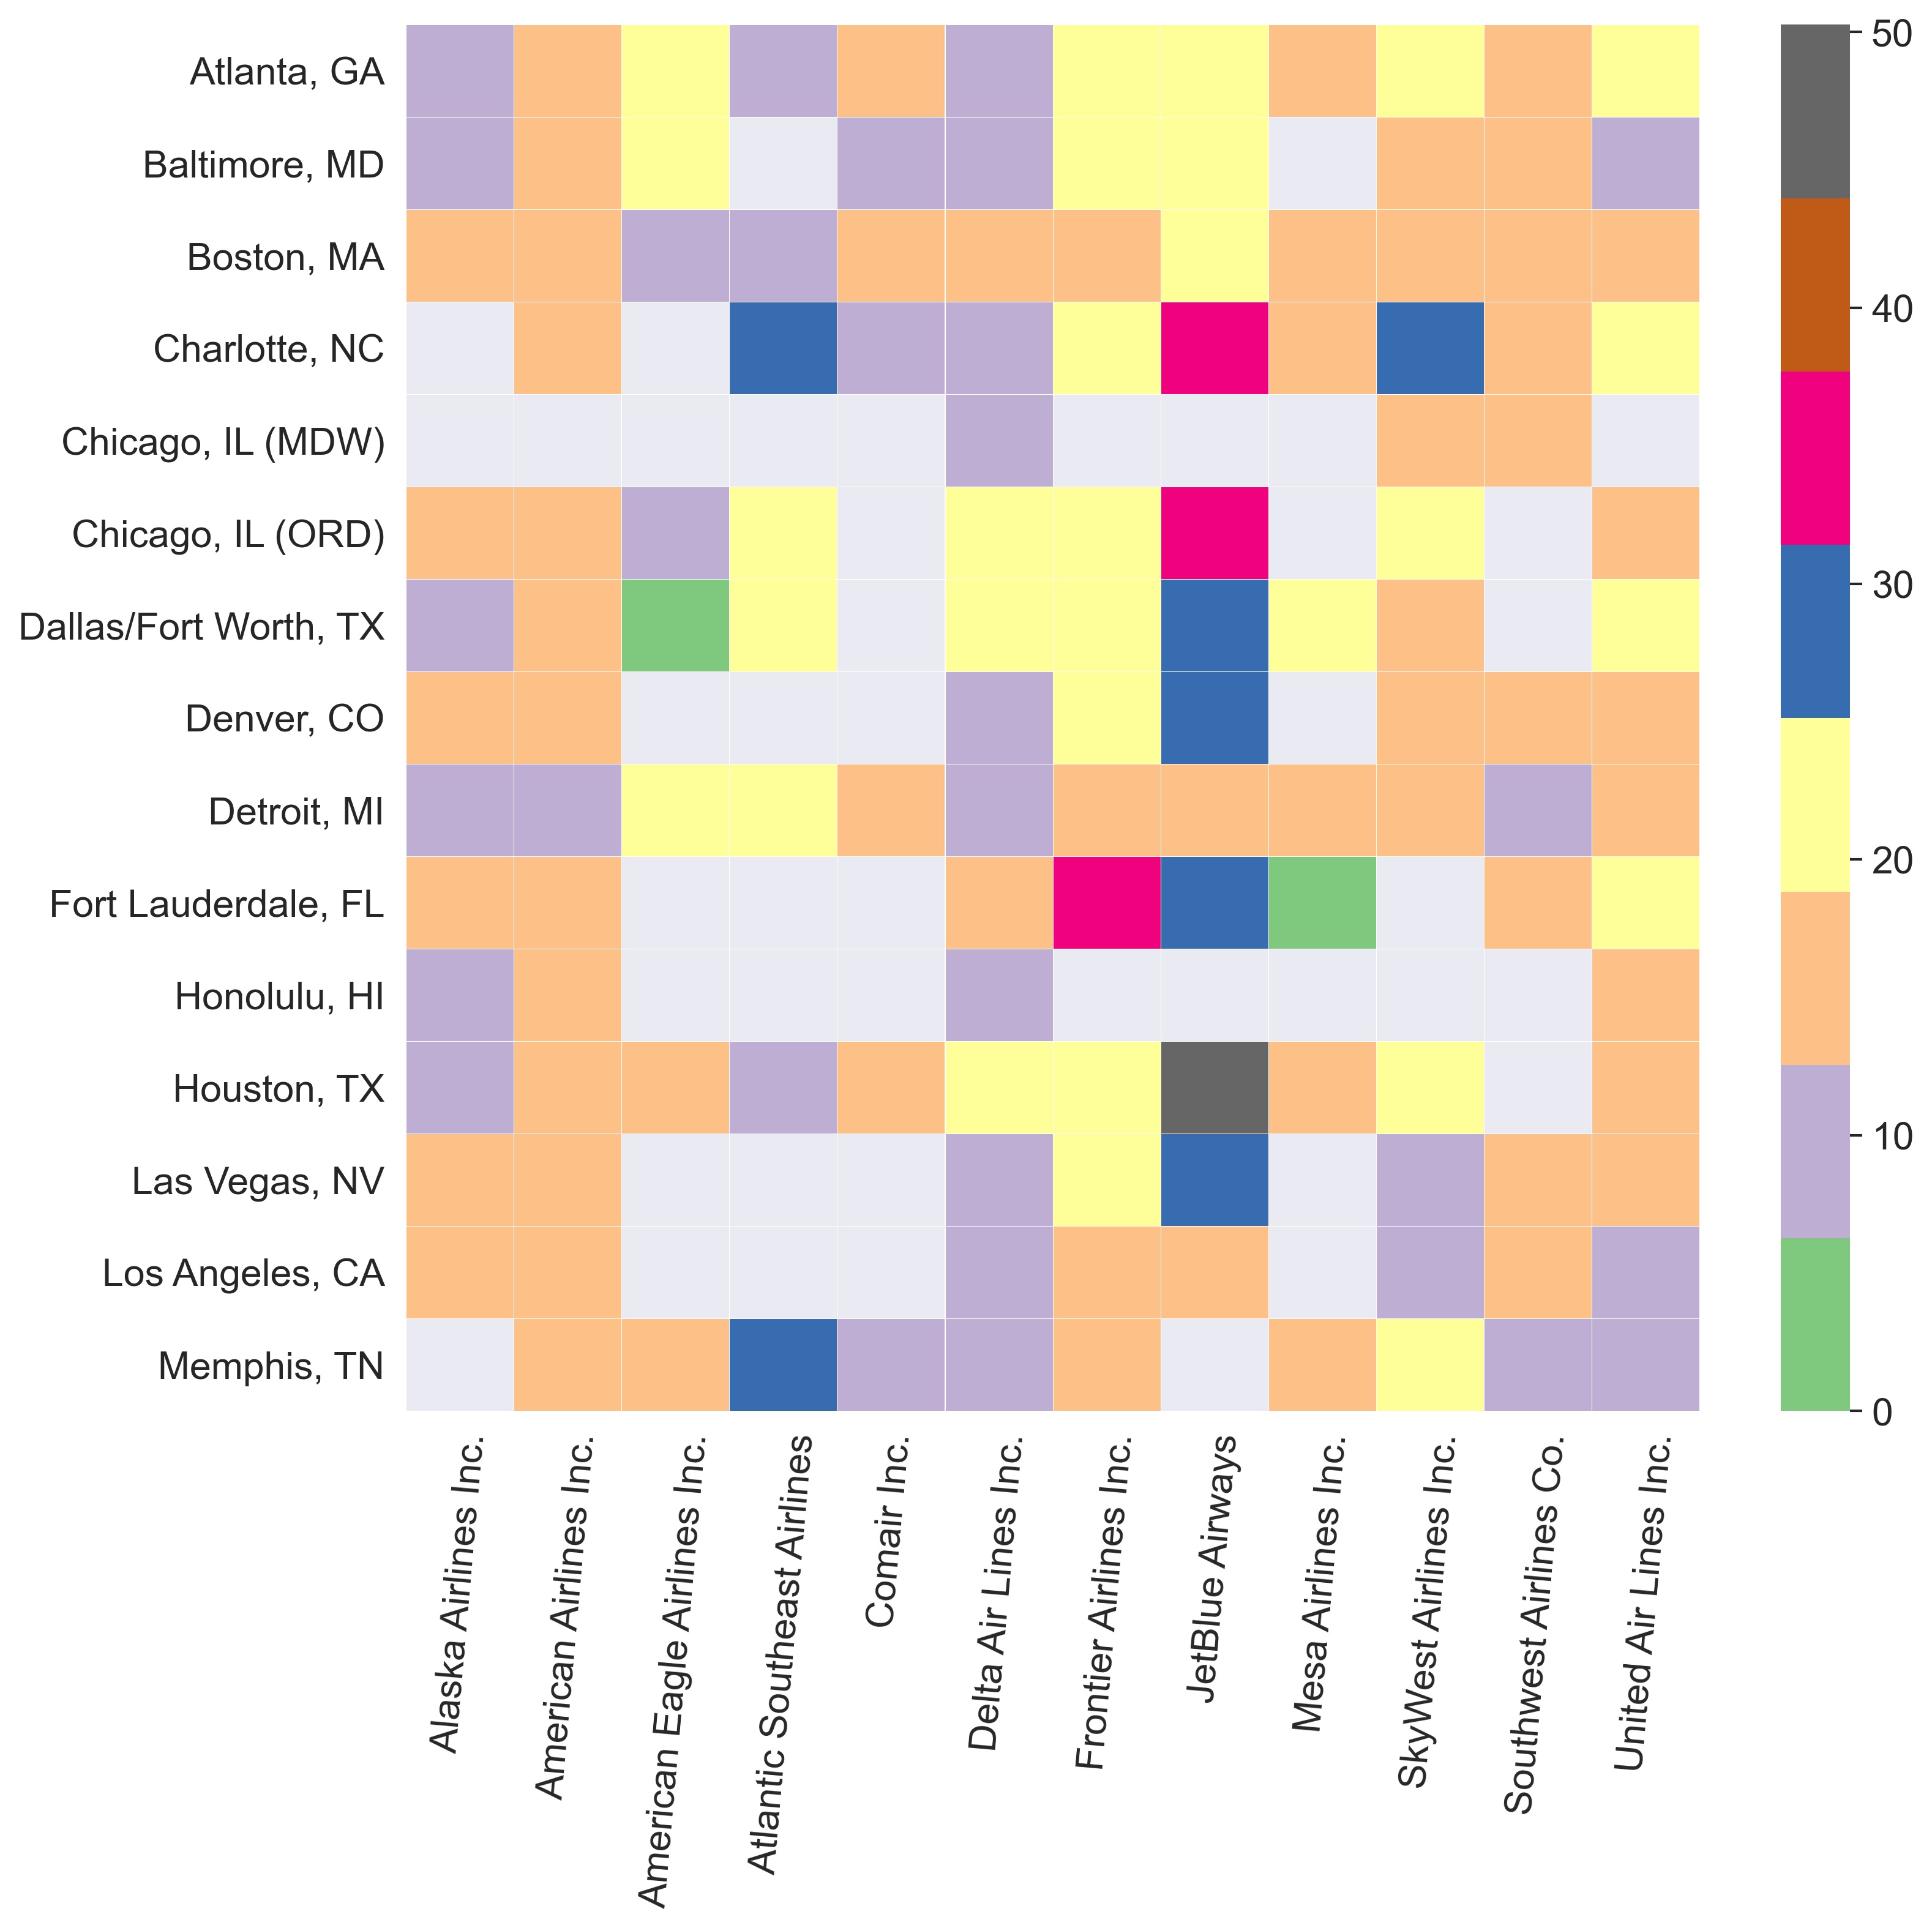 Atlanta, GA
Baltimore, MD
Boston, MA
Charlotte, NC
Chicago, IL (MDW)
Chicago, IL (ORD)
Dallas/Fort Worth, TX
Denver, CO
Detroit, MI
Fort Lauderdale, FL
Honolulu, HI
Houston, TX
Las Vegas, NV
Los Angeles, CA
Memphis, TN
Alaska Airlines Inc.
American Airlines Inc.
American Eagle Airlines Inc.
Atlantic Southeast Airlines
Comair Inc.
Delta Air Lines Inc.
Frontier Airlines Inc.
JetBlue Airways
Mesa Airlines Inc.
SkyWest Airlines Inc.
Southwest Airlines Co.
United Air Lines Inc.
50
40
30
20
10
0